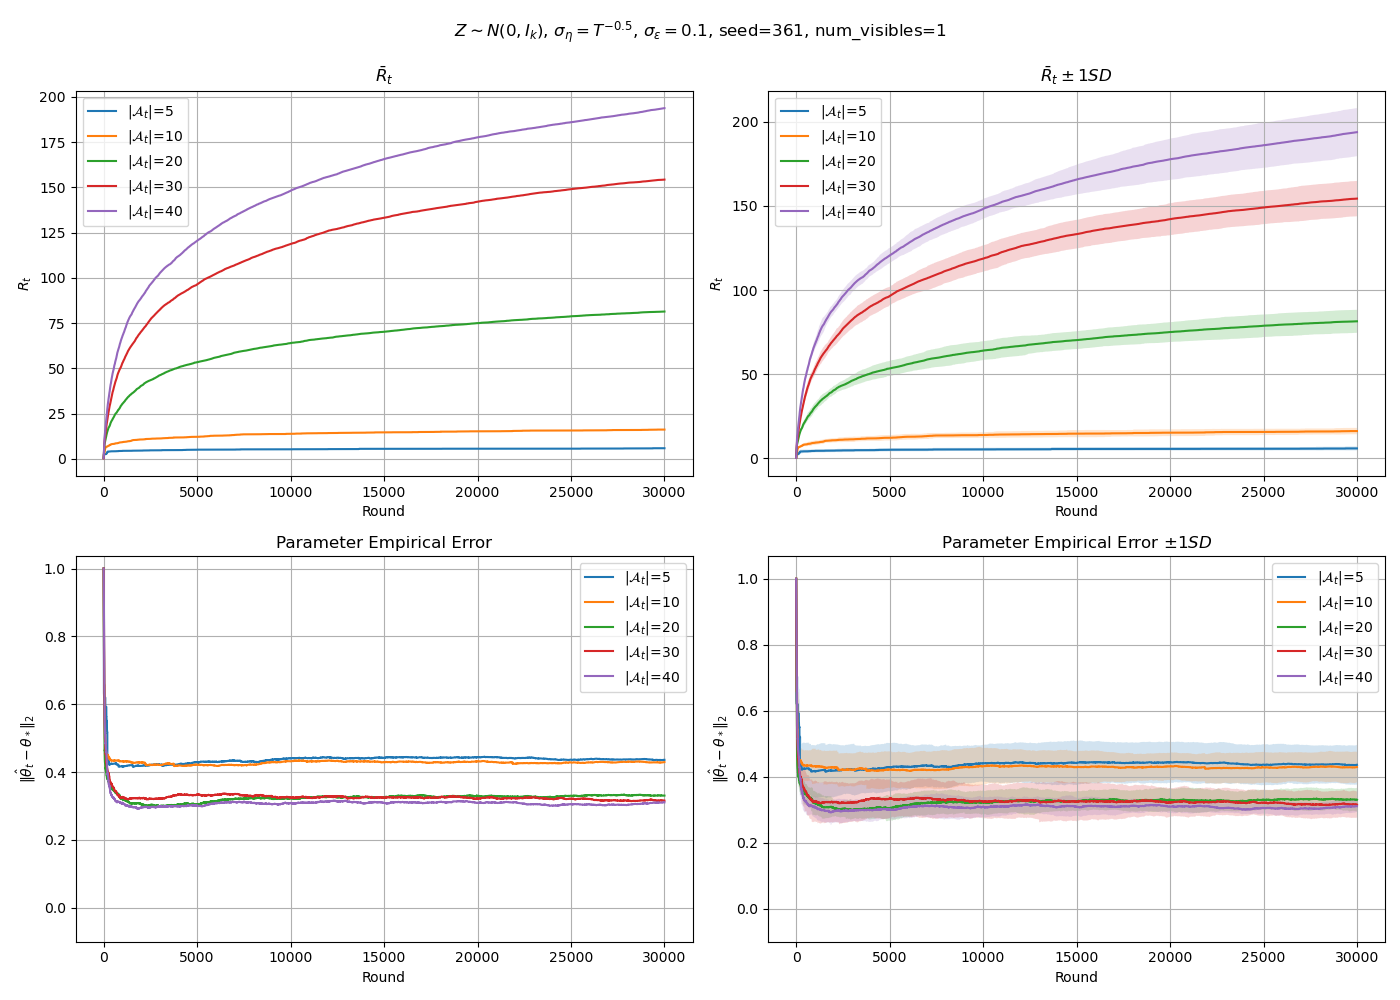 Z ∼ N(0, I_k), σ_η = T^{−0.5}, σ_ε = 0.1, seed=361, num_visibles=1
R̄_t
R̄_t ± 1SD
200
175
150
125
100
75
50
25
0
R_t
|𝒜_t|=5
|𝒜_t|=10
|𝒜_t|=20
|𝒜_t|=30
|𝒜_t|=40
0 5000 10000 15000 20000 25000 30000
Round
200
150
100
50
0
R_t
|𝒜_t|=5
|𝒜_t|=10
|𝒜_t|=20
|𝒜_t|=30
|𝒜_t|=40
0 5000 10000 15000 20000 25000 30000
Round
Parameter Empirical Error
1.0
0.8
0.6
0.4
0.2
0.0
‖θ̂_t − θ_*‖_2
|𝒜_t|=5
|𝒜_t|=10
|𝒜_t|=20
|𝒜_t|=30
|𝒜_t|=40
0 5000 10000 15000 20000 25000 30000
Round
Parameter Empirical Error ±1SD
1.0
0.8
0.6
0.4
0.2
0.0
‖θ̂_t − θ_*‖_2
|𝒜_t|=5
|𝒜_t|=10
|𝒜_t|=20
|𝒜_t|=30
|𝒜_t|=40
0 5000 10000 15000 20000 25000 30000
Round